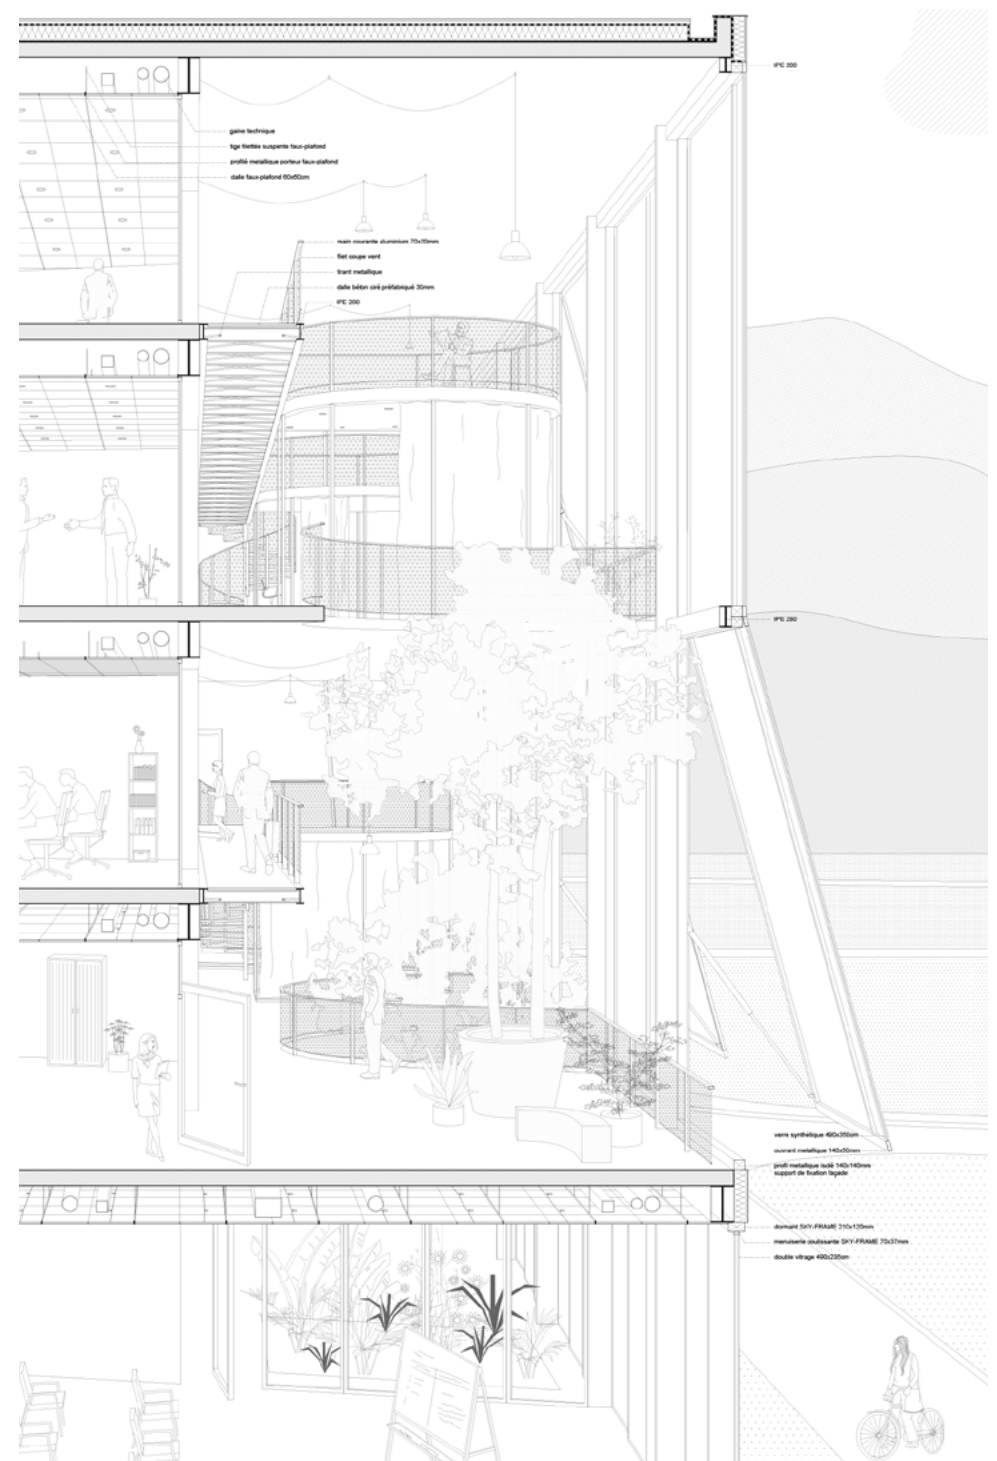 IPE 200
gaine technique
tige filetée suspente faux-plafond
profilé metallique porteur faux-plafond
dalle faux-plafond 60x60cm
main courante aluminium 70x20mm
filet coupe vent
tirant metallique
dalle béton ciré préfabriqué 30mm
IPE 200
IPE 280
verre synthétique 490x350cm
ouvrant metallique 140x50mm
profil metallique isolé 140x140mm
support de fixation façade
dormant SKY-FRAME 210x120mm
menuiserie coulissante SKY-FRAME 70x37mm
double vitrage 490x235cm